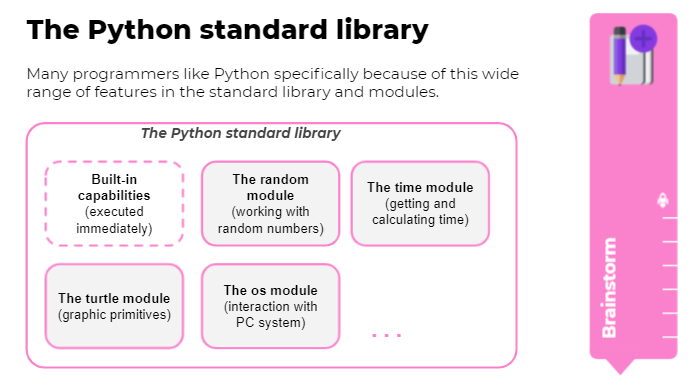 The Python standard library
Many programmers like Python specifically because of this wide
range of features in the standard library and modules.
The Python standard library
Built-in
capabilities
(executed
immediately)
The random
module
(working with
random numbers)
The time module
(getting and
calculating time)
The turtle module
(graphic primitives)
The os module
(interaction with
PC system)
...
Brainstorm